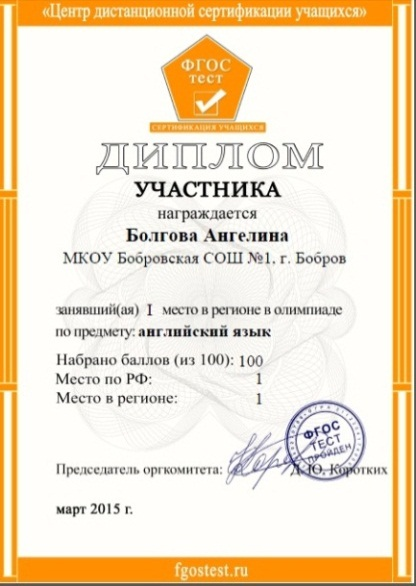 «Центр дистанционной сертификации учащихся»
ФГОС
тест
СЕРТИФИКАЦИЯ УЧАЩИХСЯ
ДИПЛОМ
УЧАСТНИКА
награждается
Болгова Ангелина
МКОУ Бобровская СОШ №1, г. Бобров
занявший(ая) I место в регионе в олимпиаде
по предмету: английский язык
Набрано баллов (из 100): 100
Место по РФ: 1
Место в регионе: 1
ФГОС
ТЕСТ
ПРОЙДЕН
Председатель оргкомитета: Д.Ю. Коротких
март 2015 г.
fgostest.ru